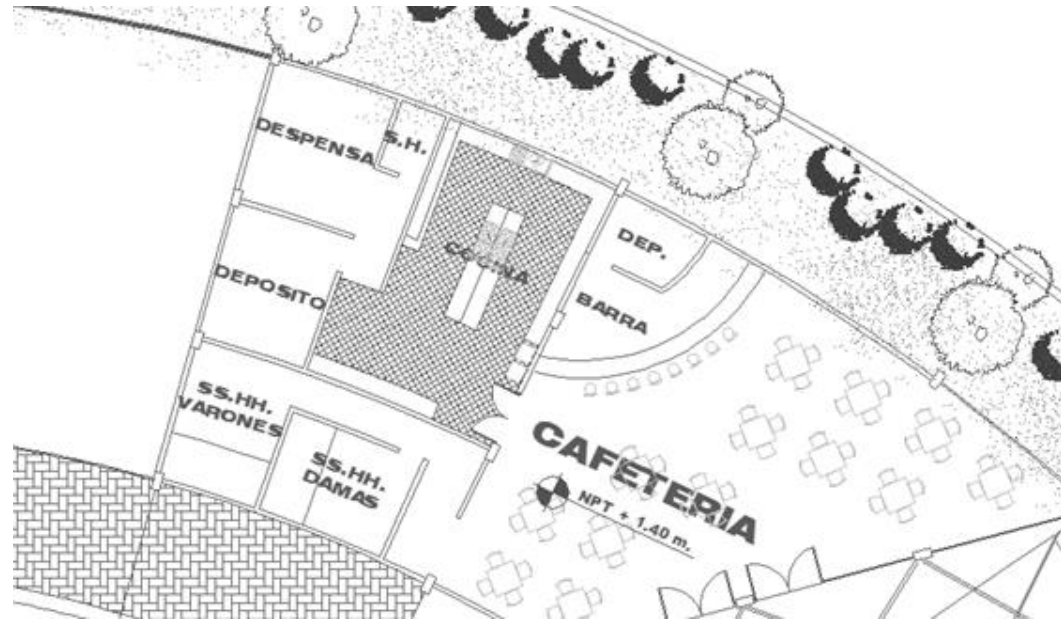 DESPENSA
S.H.
COCINA
DEP.
BARRA
DEPOSITO
SS.HH.
VARONES
SS.HH.
DAMAS
CAFETERIA
NPT + 1.40 m.